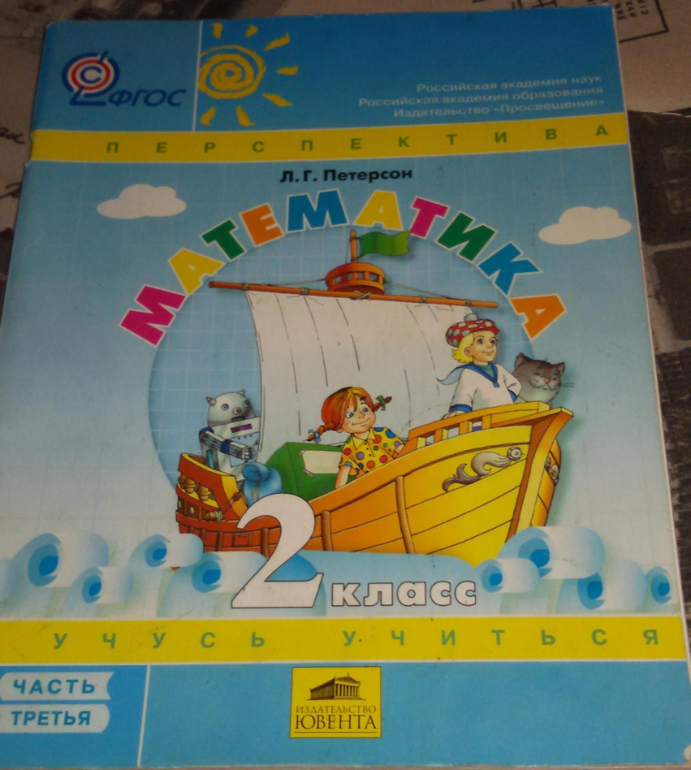 ФГОС
Российская академия наук
Российская академия образования
Издательство «Просвещение»
ПЕРСПЕКТИВА
Л. Г. Петерсон
МАТЕМАТИКА
2 класс
УЧУСЬ УЧИТЬСЯ
ЧАСТЬ
ТРЕТЬЯ
ИЗДАТЕЛЬСТВО
ЮВЕНТА